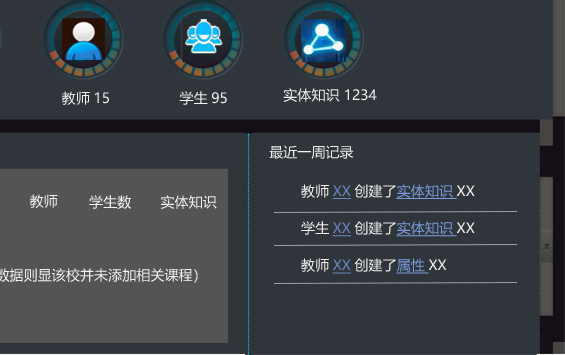 教师 15 学生 95 实体知识 1234
最近一周记录
教师 学生数 实体知识
数据则显该校并未添加相关课程）
教师 XX 创建了实体知识 XX
学生 XX 创建了实体知识 XX
教师 XX 创建了属性 XX